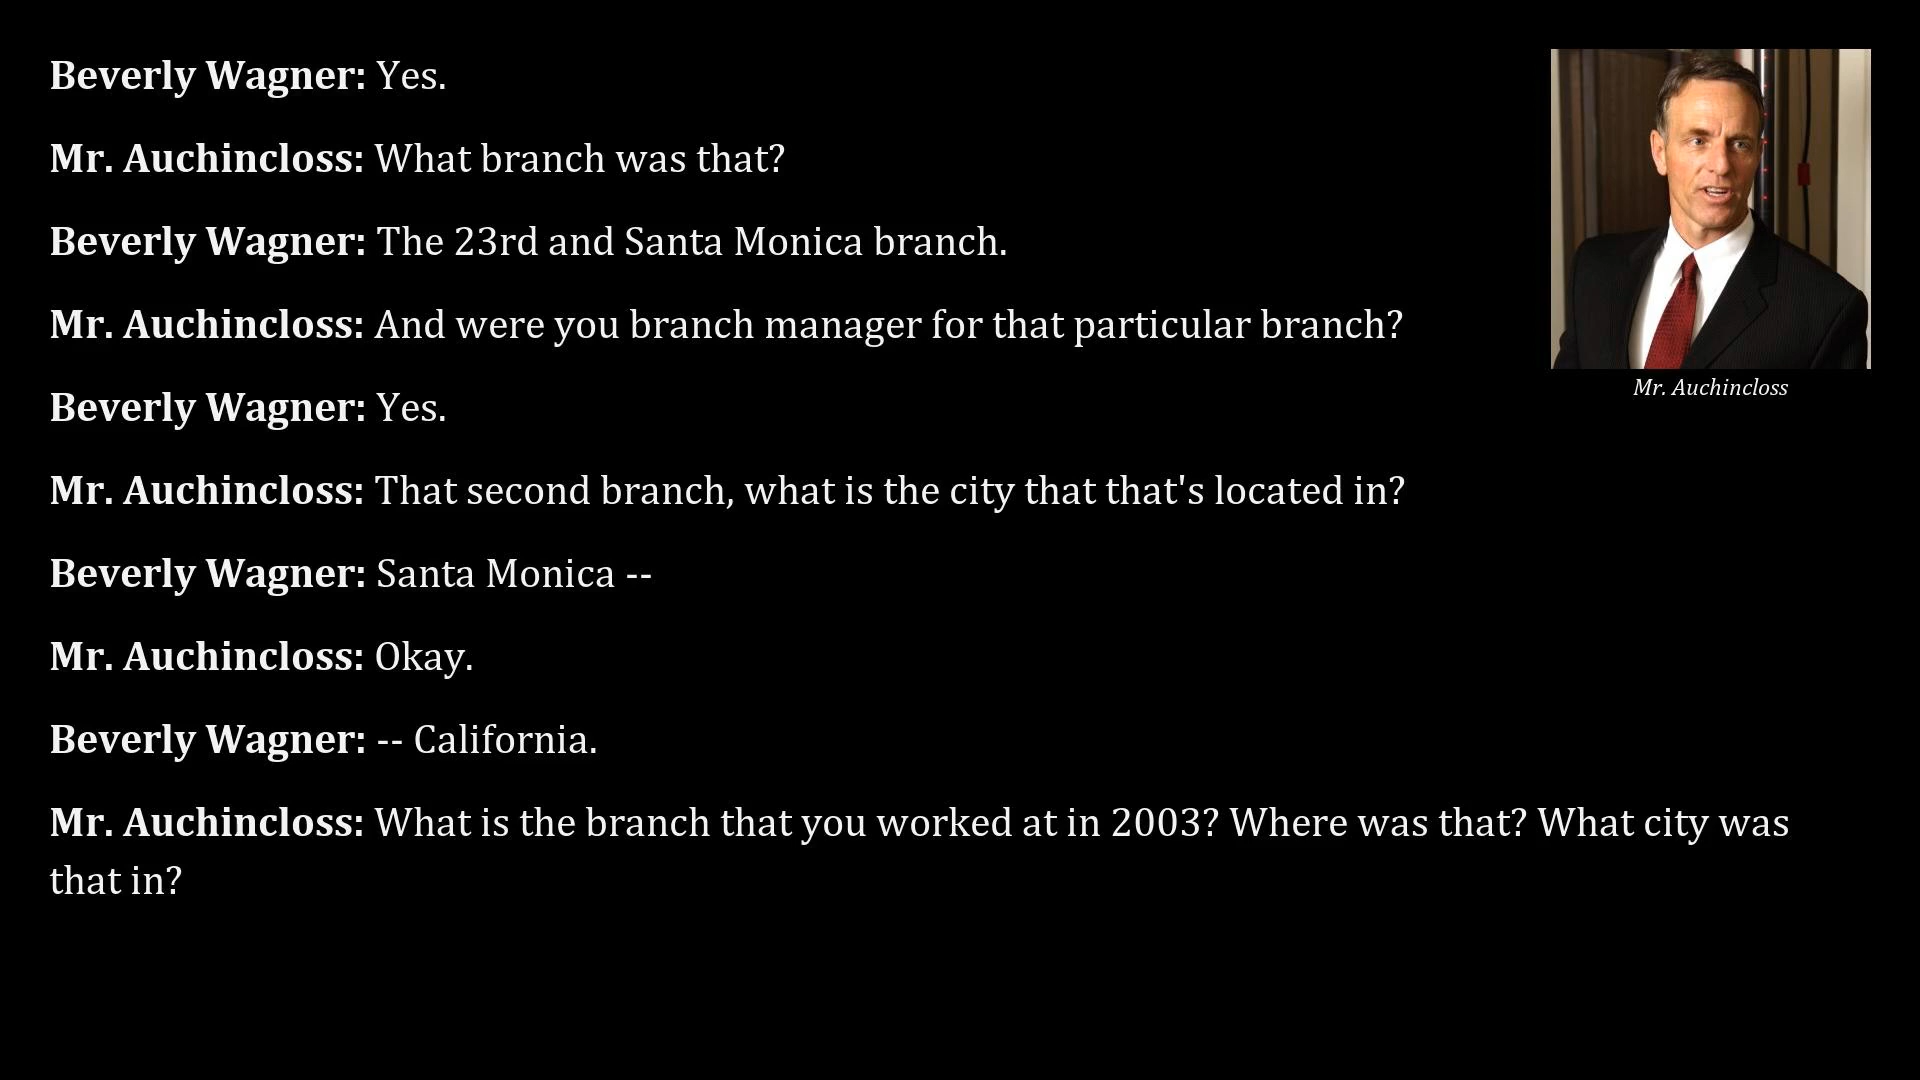 Beverly Wagner: Yes.
Mr. Auchincloss: What branch was that?
Beverly Wagner: The 23rd and Santa Monica branch.
Mr. Auchincloss: And were you branch manager for that particular branch?
Mr. Auchincloss
Beverly Wagner: Yes.
Mr. Auchincloss: That second branch, what is the city that that's located in?
Beverly Wagner: Santa Monica --
Mr. Auchincloss: Okay.
Beverly Wagner: -- California.
Mr. Auchincloss: What is the branch that you worked at in 2003? Where was that? What city was
that in?